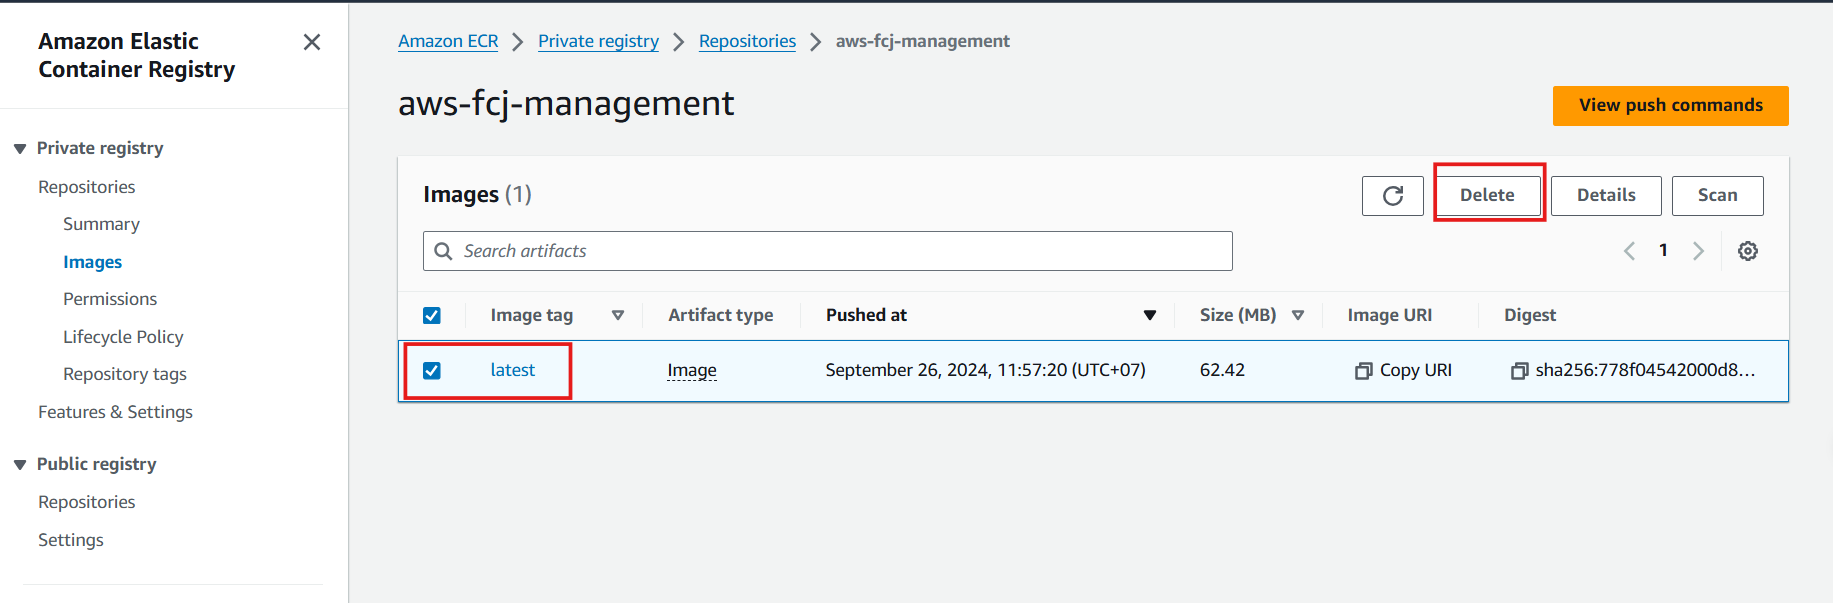 Amazon Elastic
Container Registry
Private registry
Repositories
Summary
Images
Permissions
Lifecycle Policy
Repository tags
Features & Settings
Public registry
Repositories
Settings
Amazon ECR > Private registry > Repositories > aws-fcj-management
aws-fcj-management
View push commands
Images (1)
Delete
Details
Scan
Search artifacts
1
Image tag Artifact type Pushed at Size (MB) Image URI Digest
latest Image September 26, 2024, 11:57:20 (UTC+07) 62.42 Copy URI sha256:778f04542000d8...